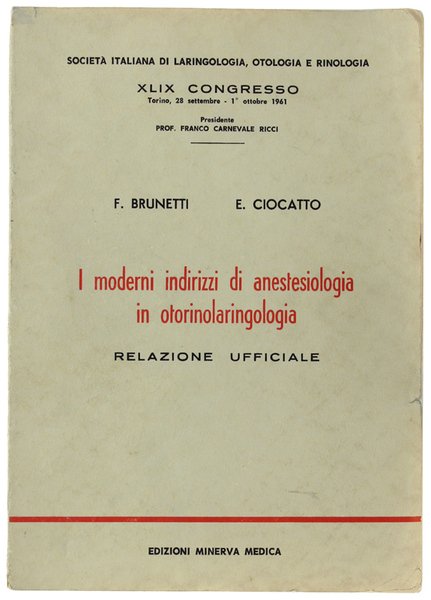 SOCIETÀ ITALIANA DI LARINGOLOGIA, OTOLOGIA E RINOLOGIA
XLIX CONGRESSO
Torino, 28 settembre - 1° ottobre 1961
Presidente
PROF. FRANCO CARNEVALE RICCI
F. BRUNETTI E. CIOCATTO
I moderni indirizzi di anestesiologia
in otorinolaringologia
RELAZIONE UFFICIALE
EDIZIONI MINERVA MEDICA